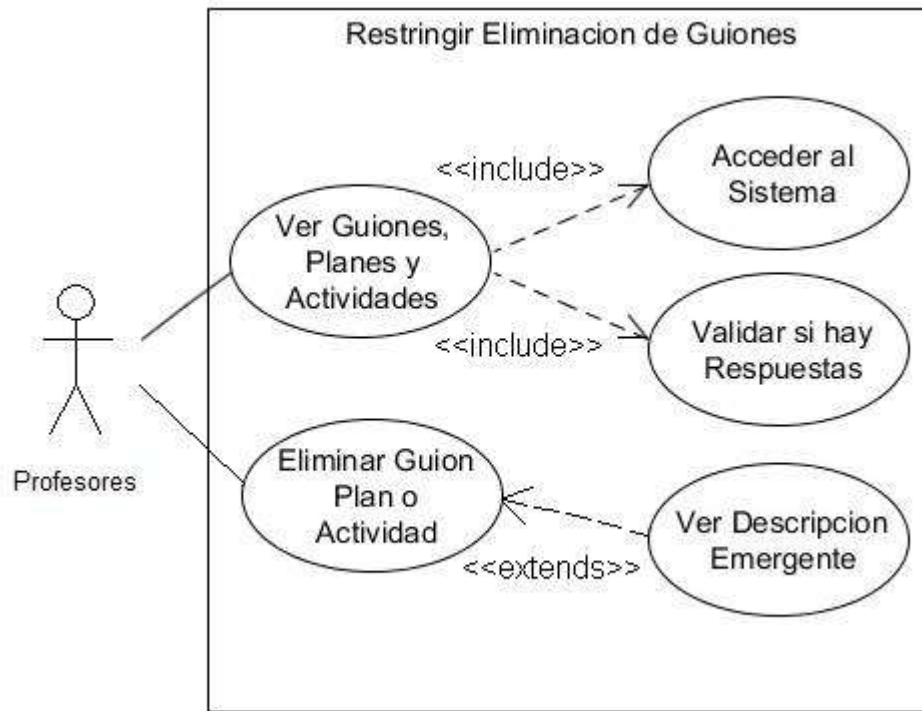 Restringir Eliminacion de Guiones
<<include>>
Acceder al
Sistema
Ver Guiones,
Planes y
Actividades
<<include>>
Validar si hay
Respuestas
Profesores
Eliminar Guion
Plan o
Actividad
<<extends>>
Ver Descripcion
Emergente